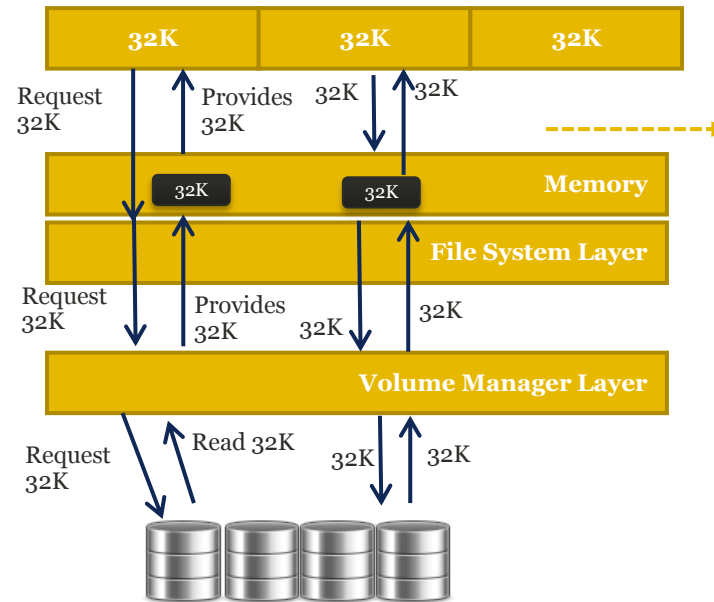 32K 32K 32K
Request
32K
Provides
32K
32K
32K
32K
32K
Memory
File System Layer
Request
32K
Provides
32K
32K
32K
Volume Manager Layer
Request
32K
Read 32K
32K
32K